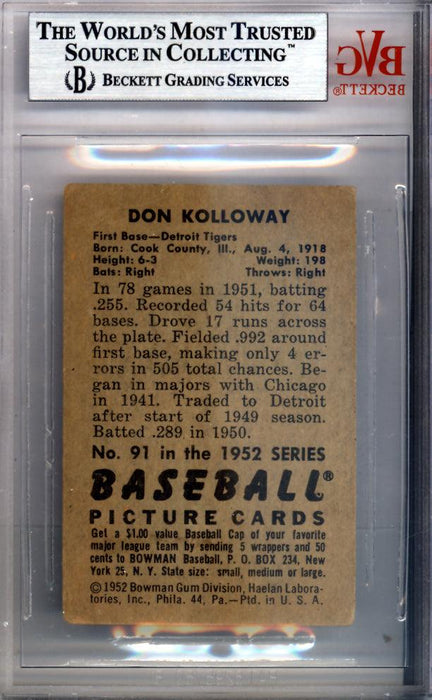 THE WORLD'S MOST TRUSTED
SOURCE IN COLLECTING™
B BECKETT GRADING SERVICES
BVG
BECKETT®
DON KOLLOWAY
First Base—Detroit Tigers
Born: Cook County, Ill., Aug. 4, 1918
Height: 6-3 Weight: 198
Bats: Right Throws: Right
In 78 games in 1951, batting
.255. Recorded 54 hits for 64
bases. Drove 17 runs across
the plate. Fielded .992 around
first base, making only 4 er-
rors in 505 total chances. Be-
gan in majors with Chicago
in 1941. Traded to Detroit
after start of 1949 season.
Batted .289 in 1950.
No. 91 in the 1952 SERIES
BASEBALL®
PICTURE CARDS
Get a $1.00 value Baseball Cap of your favorite
major league team by sending 5 wrappers and 50
cents to BOWMAN Baseball, P. O. BOX 234, New
York 25, N. Y. State size: small, medium or large.
©1952 Bowman Gum Division, Haelan Labora-
tories, Inc., Phila. 44, Pa.—Ptd. in U. S. A.